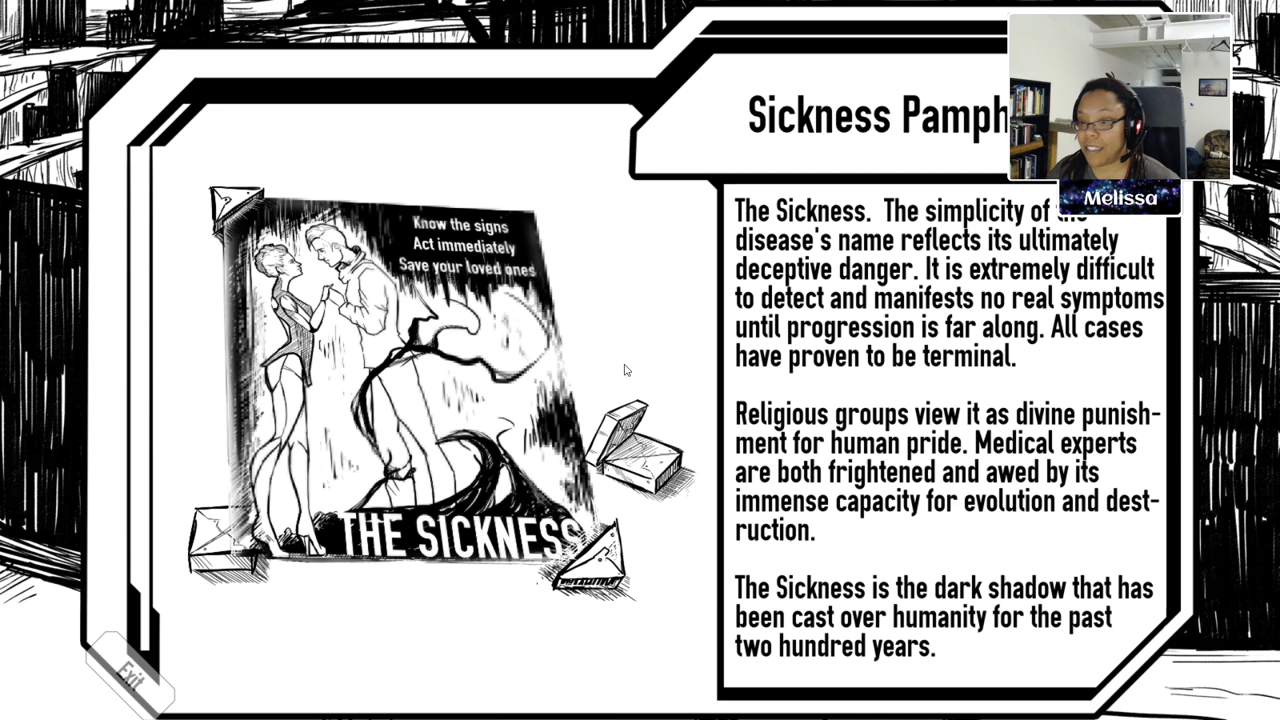 Sickness Pamph
Melissa
Know the signs
Act immediately
Save your loved ones
THE SICKNESS
The Sickness.  The simplicity of the
disease's name reflects its ultimately
deceptive danger. It is extremely difficult
to detect and manifests no real symptoms
until progression is far along. All cases
have proven to be terminal.
Religious groups view it as divine punish-
ment for human pride. Medical experts
are both frightened and awed by its
immense capacity for evolution and dest-
ruction.
The Sickness is the dark shadow that has
been cast over humanity for the past
two hundred years.
Exit